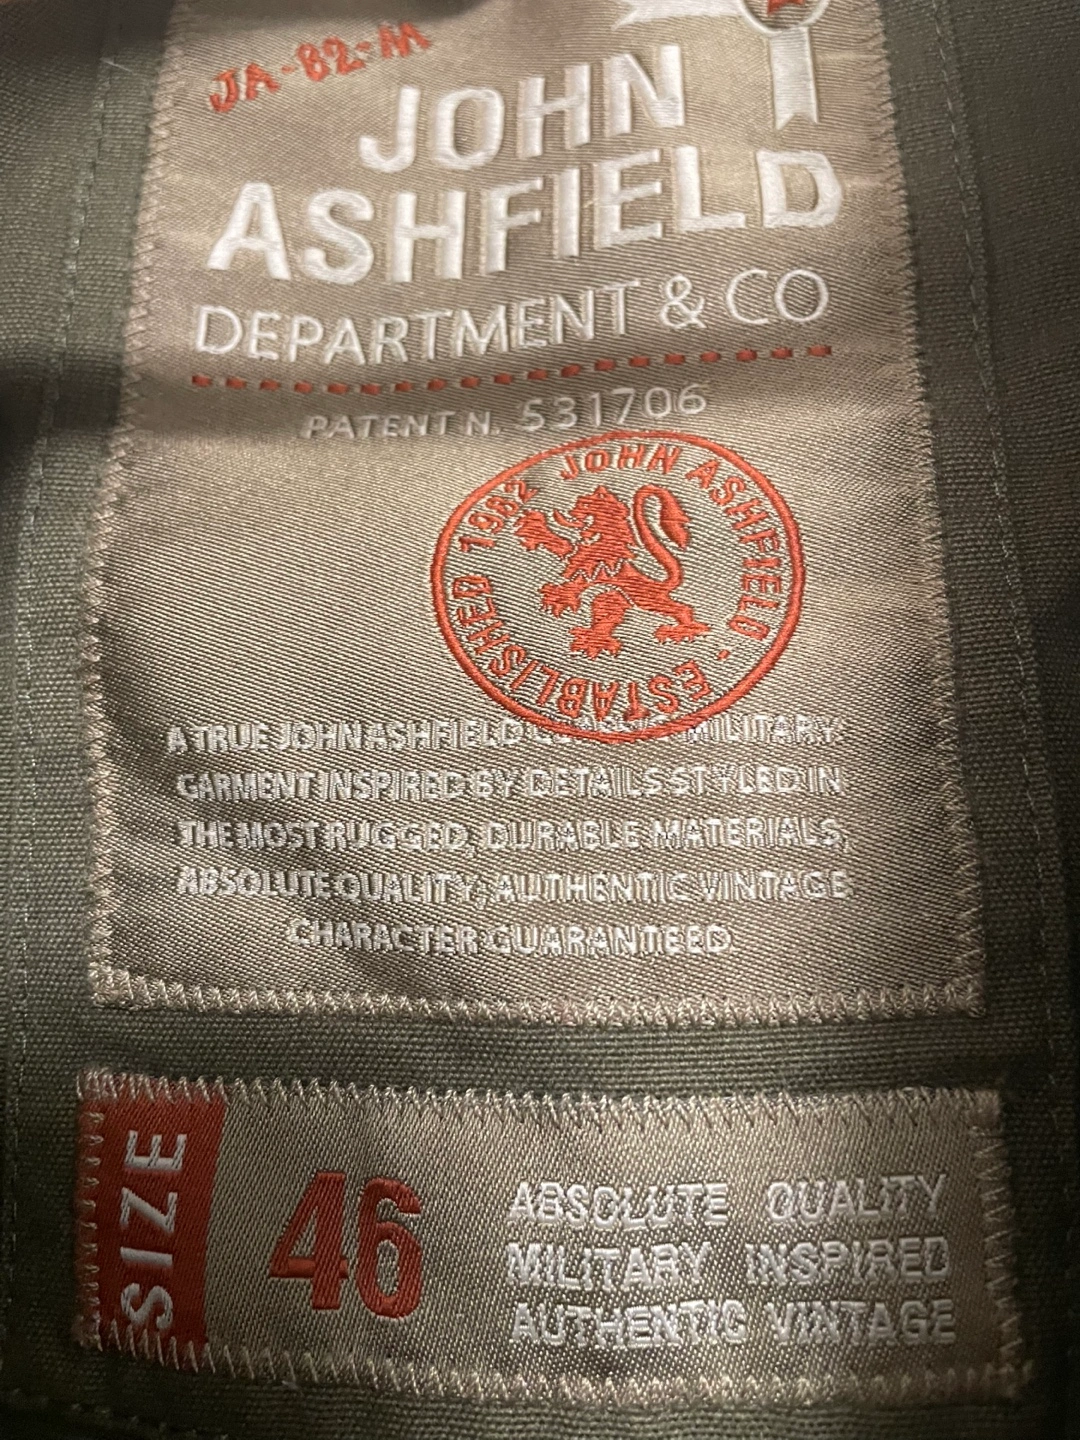 JA-82-M
JOHN
ASHFIELD
DEPARTMENT & CO
PATENT N. 531706
JOHN ASHFIELD · ESTABLISHED 1982
A TRUE JOHN ASHFIELD MILITARY
GARMENT INSPIRED BY DETAILS STYLED IN
THE MOST RUGGED, DURABLE MATERIALS,
ABSOLUTE QUALITY, AUTHENTIC VINTAGE
CHARACTER GUARANTEED
SIZE
46
ABSOLUTE QUALITY
MILITARY INSPIRED
AUTHENTIC VINTAGE